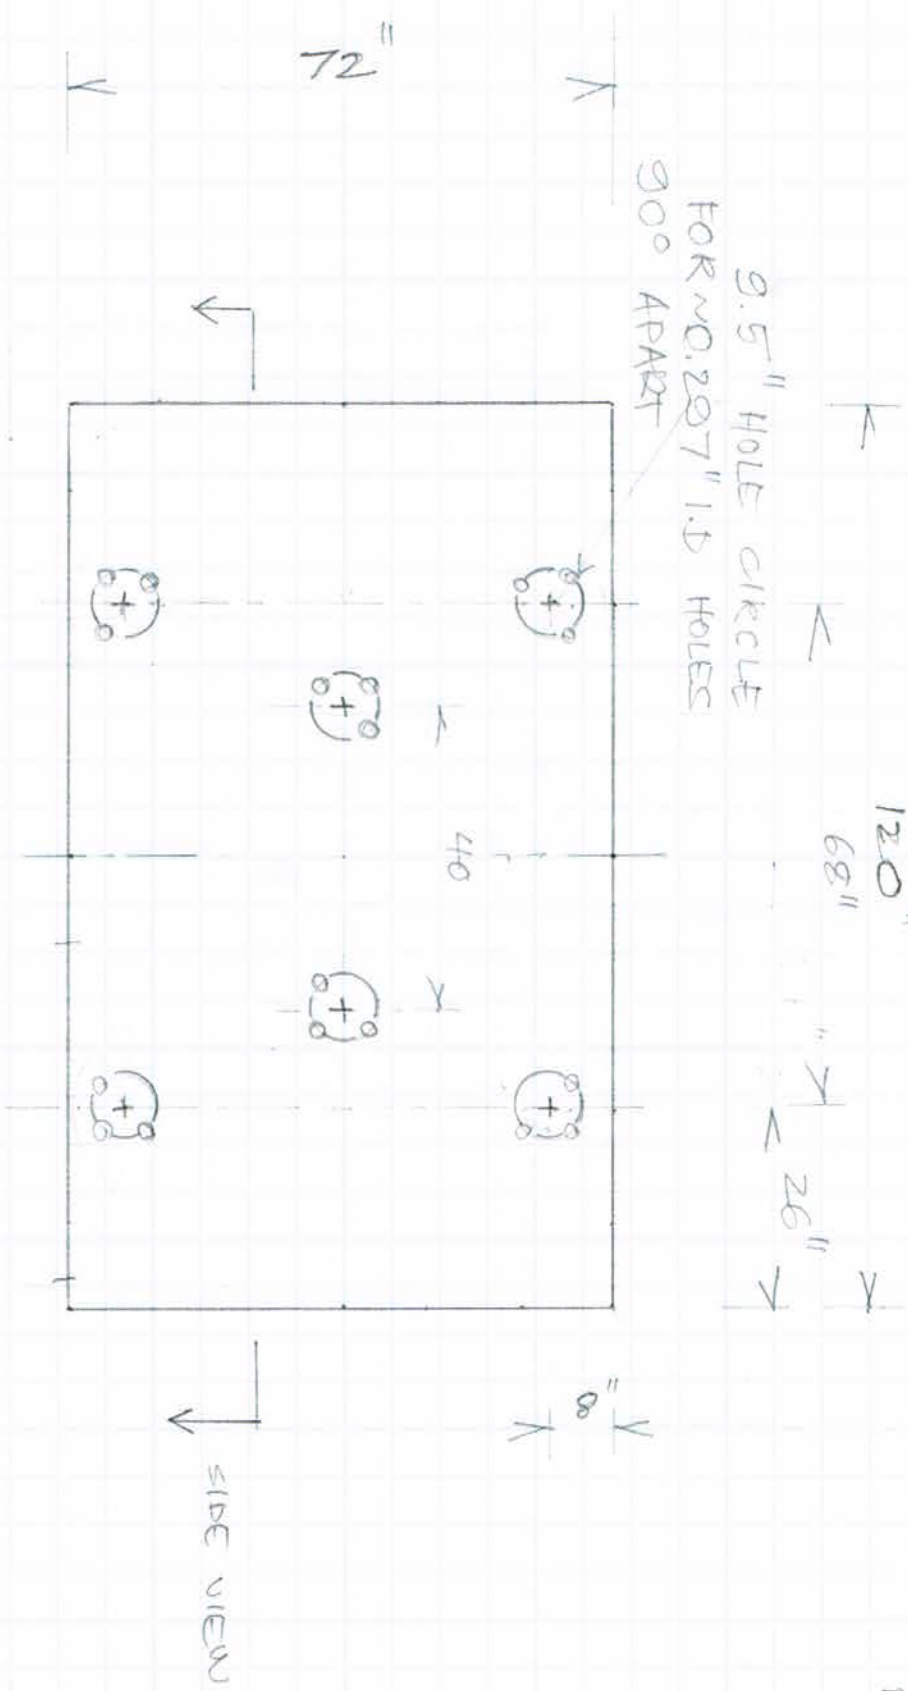 120"
68"
26"
9.5" HOLE CIRCLE
FOR NO.207" I.D HOLES
90° APART
72"
40
8"
SIDE VIEW